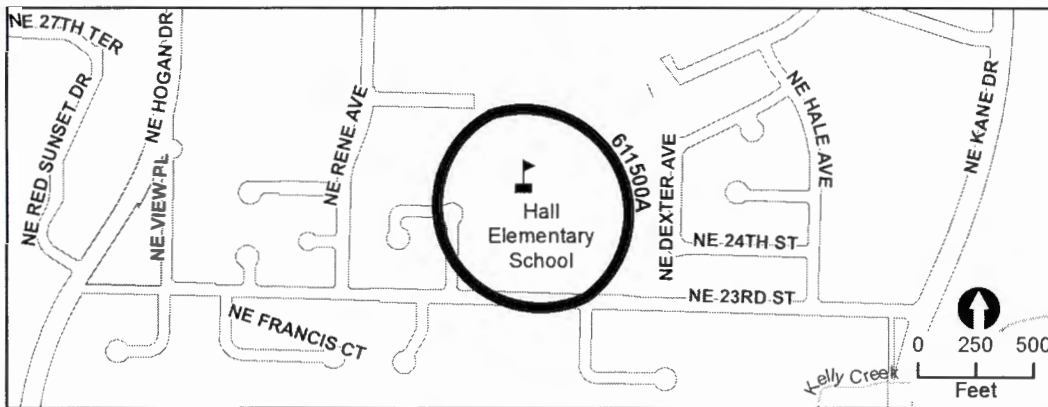 NE 27TH TER
NE RED SUNSET DR
NE HOGAN DR
NE VIEW PL
NE RENE AVE
611500A
Hall
Elementary
School
NE DEXTER AVE
NE HALE AVE
NE KANE DR
NE 24TH ST
NE 23RD ST
NE FRANCIS CT
Kelly Creek
0 250 500
Feet